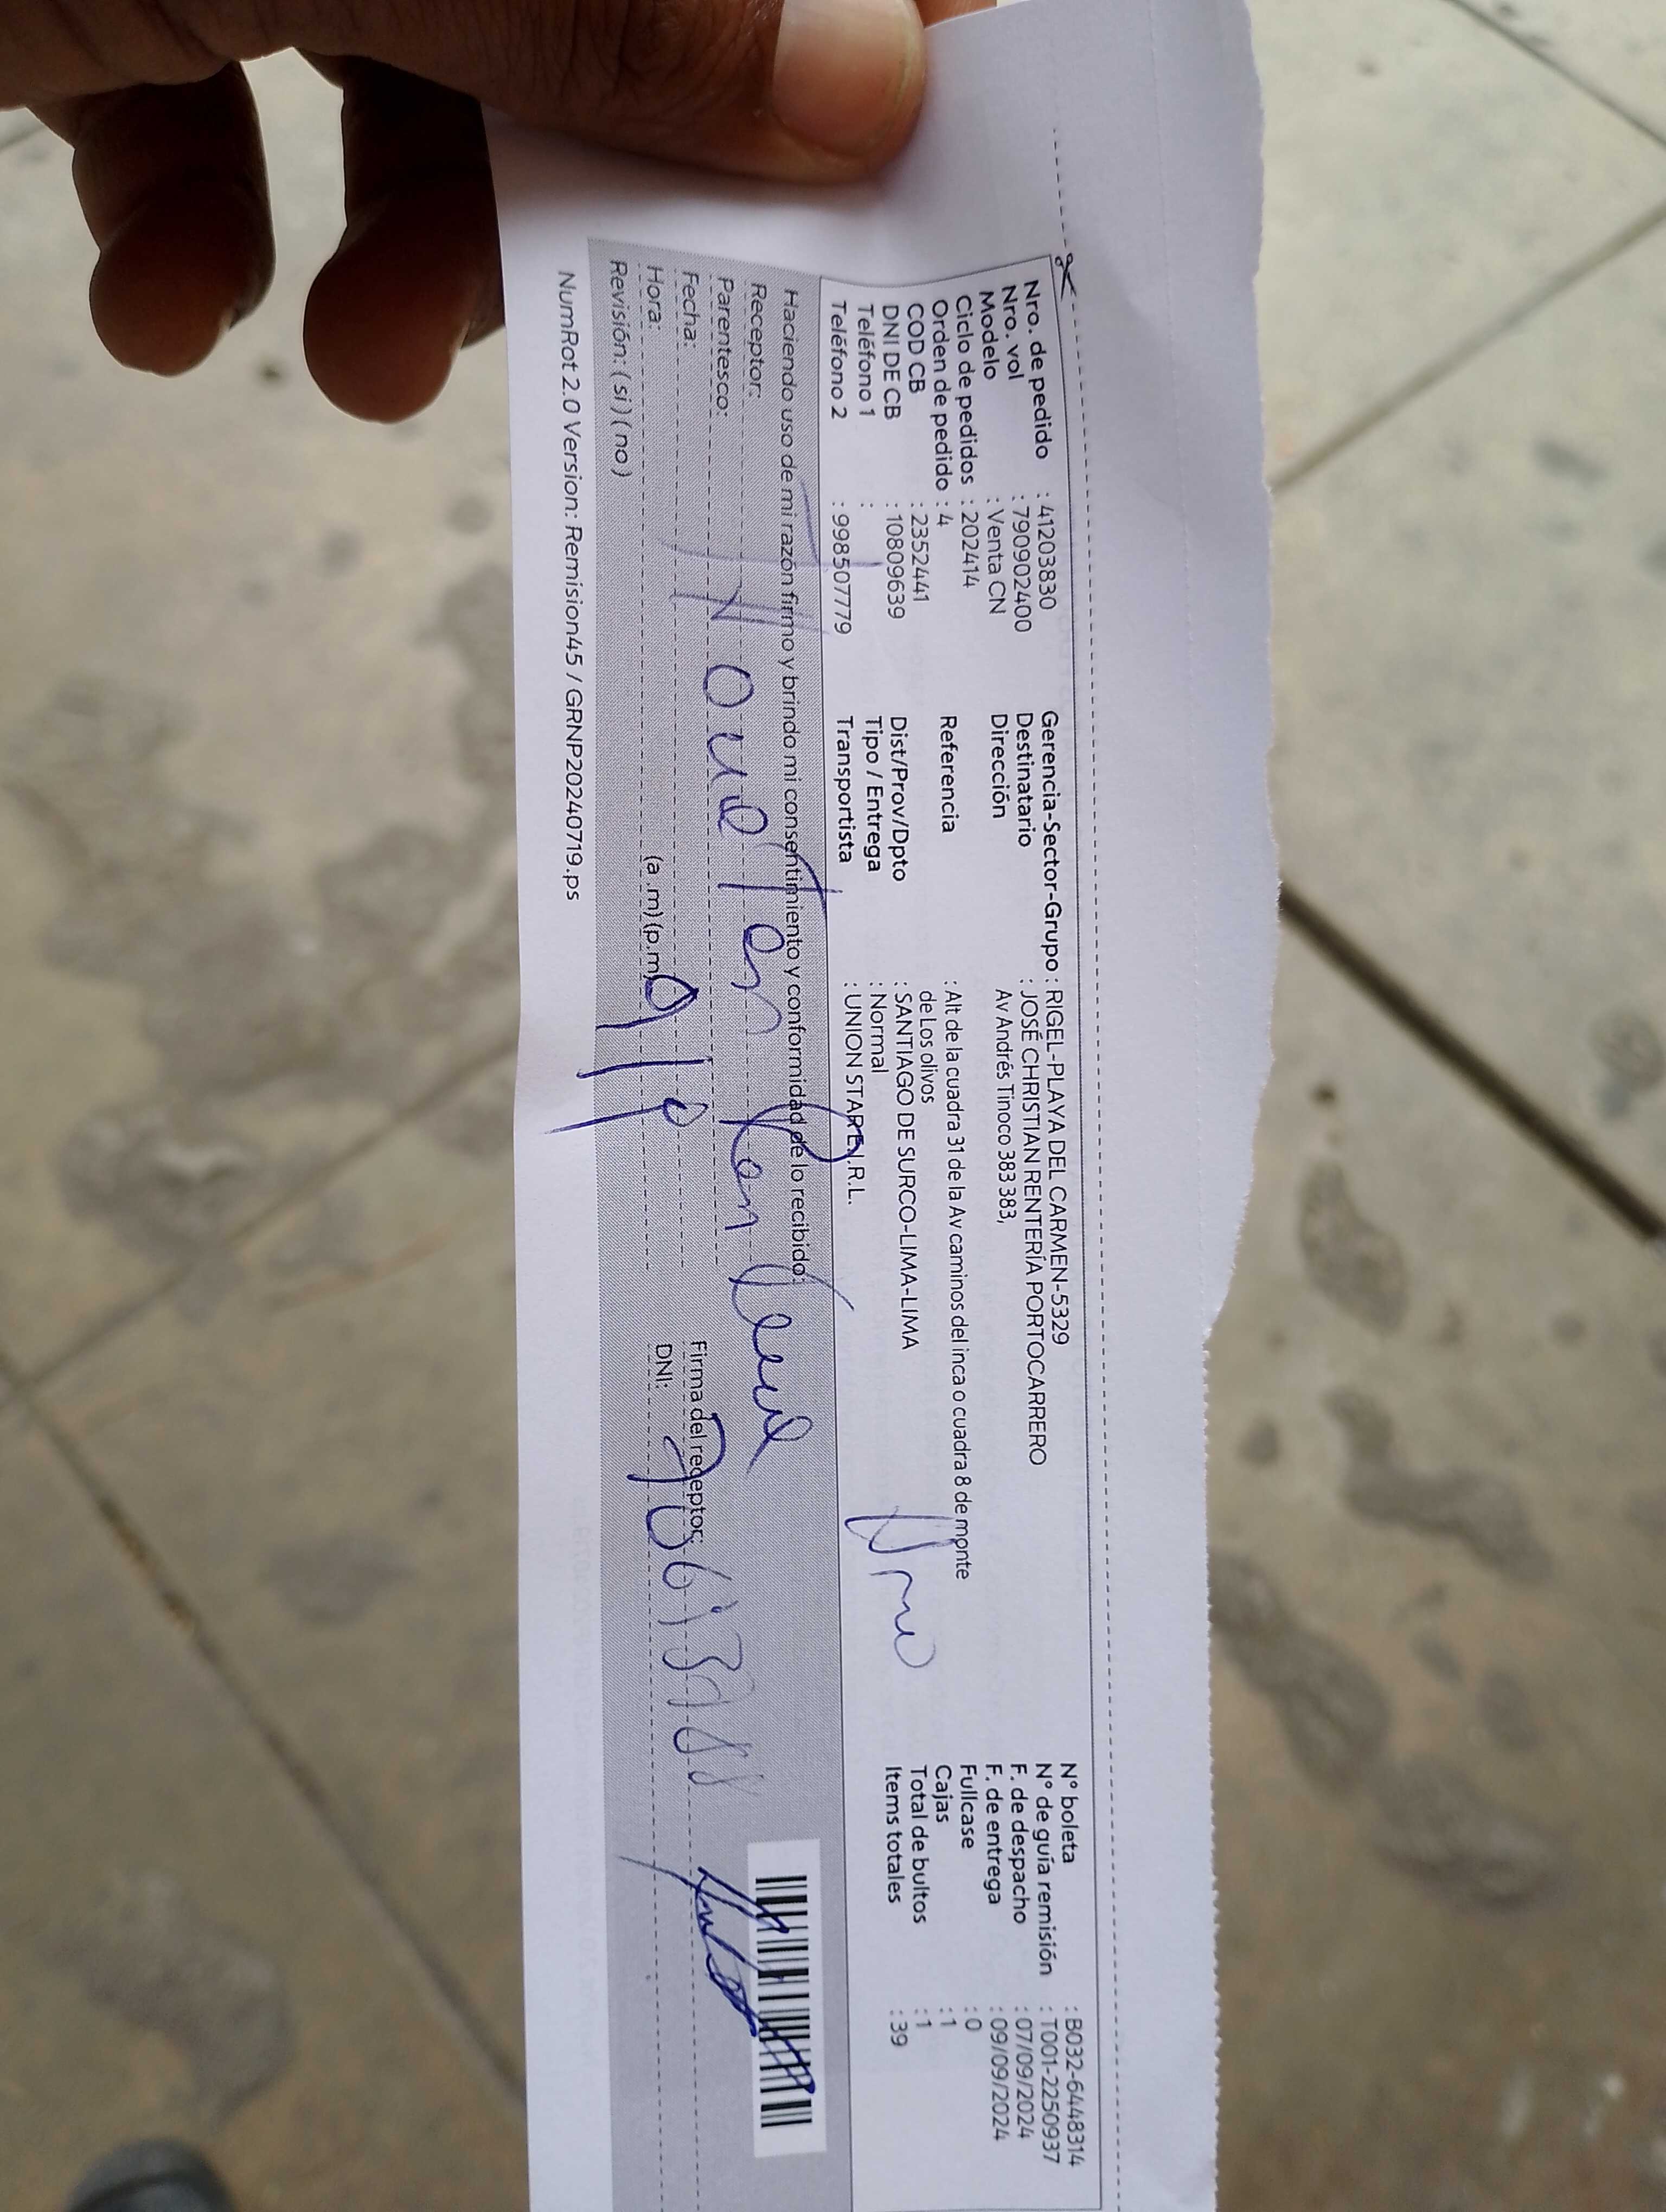 Nro. de pedido : 41203830
Nro. vol : 790902400
Modelo : Venta CN
Ciclo de pedidos : 202414
Orden de pedido : 4
COD CB : 2352441
DNI DE CB : 10809639
Teléfono 1 :
Teléfono 2 : 998507779
Gerencia-Sector-Grupo : RIGEL-PLAYA DEL CARMEN-5329
Destinatario : JOSÉ CHRISTIAN RENTERÍA PORTOCARRERO
Dirección Av Andrés Tinoco 383 383,
Referencia : Alt de la cuadra 31 de la Av caminos del inca o cuadra 8 de monte
de Los olivos
Dist/Prov/Dpto : SANTIAGO DE SURCO-LIMA-LIMA
Tipo / Entrega : Normal
Transportista : UNION STAR E.I.R.L.
N° boleta : B032-6448314
N° de guía remisión : T001-2250937
F. de despacho : 07/09/2024
F. de entrega : 09/09/2024
Fullcase : 0
Cajas : 1
Total de bultos : 1
Items totales : 39
Haciendo uso de mi razón firmo y brindo mi consentimiento y conformidad de lo recibido:
Receptor:
Parentesco:
Fecha:
Hora: (a.m)(p.m)
Revisión: ( si ) ( no )
Firma del receptor:
DNI:
NumRot 2.0 Version: Remision45 / GRNP20240719.ps